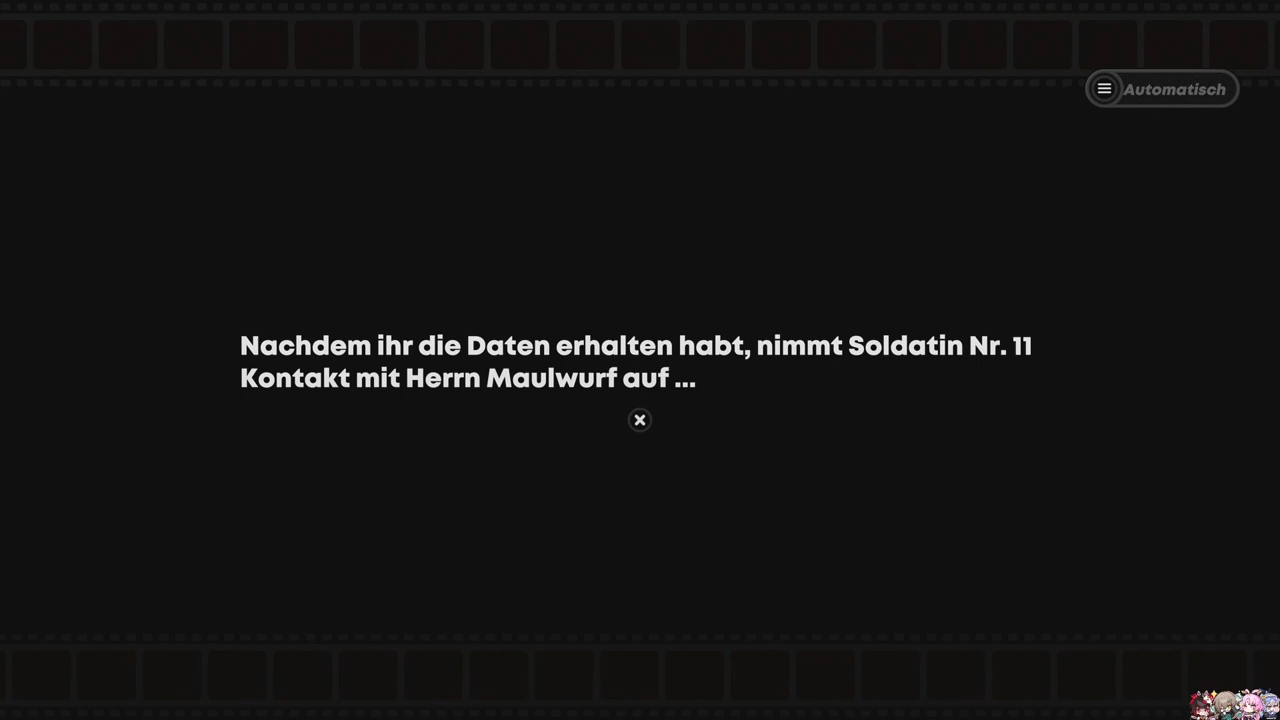 Automatisch
Nachdem ihr die Daten erhalten habt, nimmt Soldatin Nr. 11
Kontakt mit Herrn Maulwurf auf ...